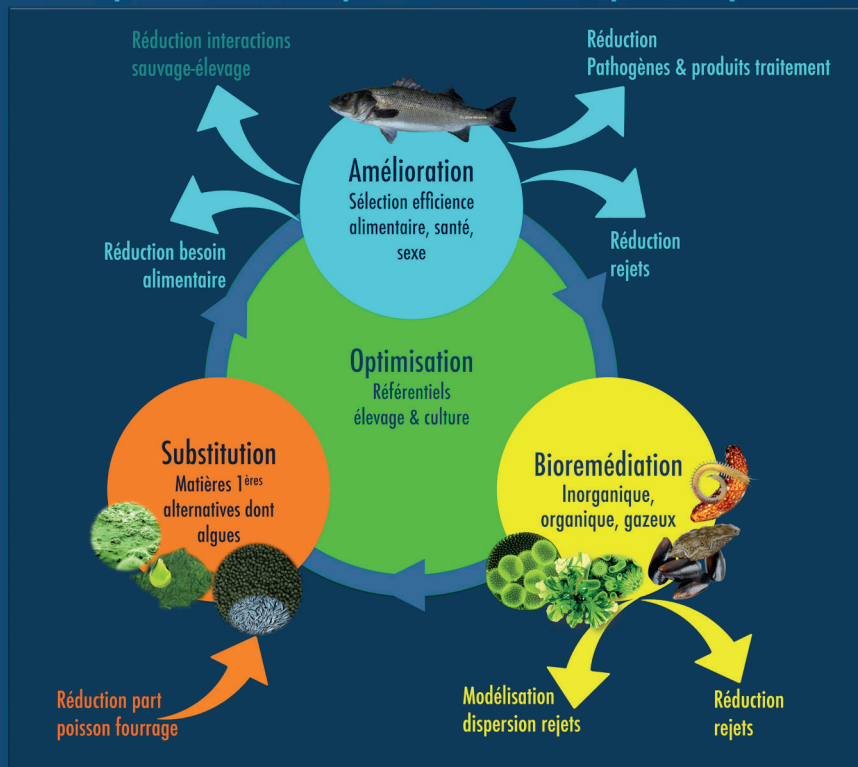 Réduction interactions
sauvage-élevage
Réduction
Pathogènes & produits traitement
Amélioration
Sélection efficience
alimentaire, santé,
sexe
Réduction besoin
alimentaire
Réduction
rejets
Optimisation
Référentiels
élevage & culture
Substitution
Matières 1ères
alternatives dont
algues
Bioremédiation
Inorganique,
organique, gazeux
Réduction part
poisson fourrage
Modélisation
dispersion rejets
Réduction
rejets